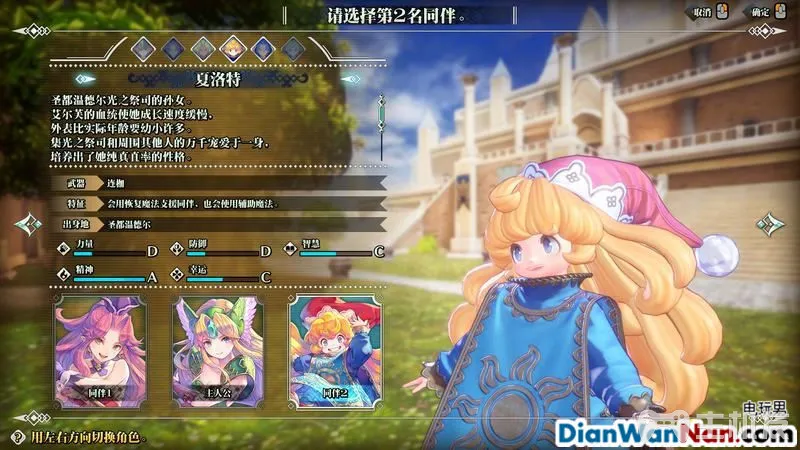 请选择第2名同伴。
取消
确定
夏洛特
圣都温德尔光之祭司的孙女。
艾尔芙的血统使她成长速度缓慢，
外表比实际年龄要幼小许多。
集光之祭司和周围其他人的万千宠爱于一身，
培养出了她纯真直率的性格。
武器 连枷
特征 会用恢复魔法支援同伴，也会使用辅助魔法。
出身地 圣都温德尔
力量 D 防御 D 智慧 C
精神 A 幸运 C
同伴1 主人公 同伴2
用左右方向切换角色。
电玩男
DianWanNan.com